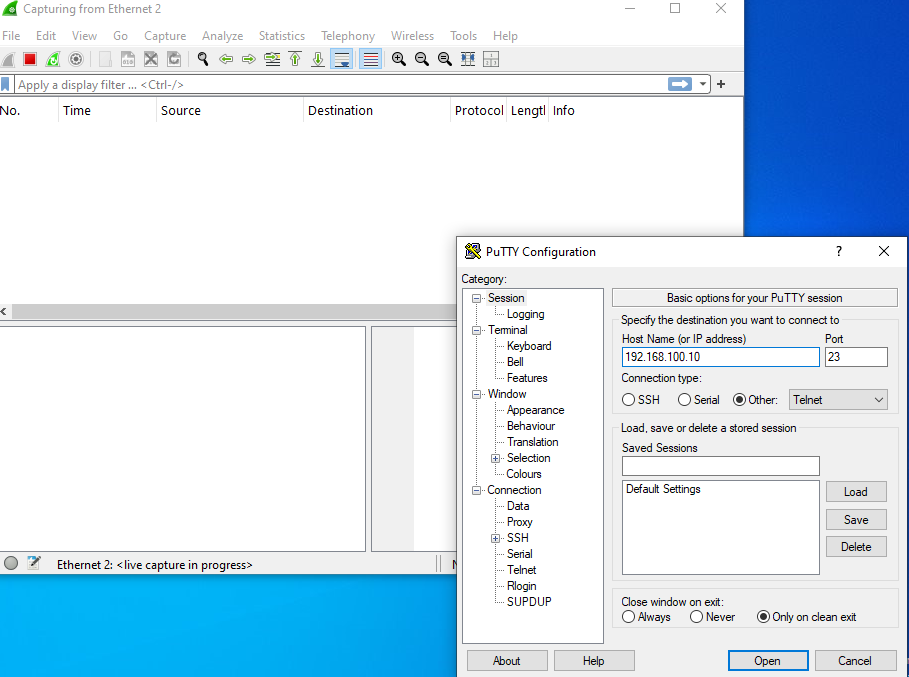 Capturing from Ethernet 2
File Edit View Go Capture Analyze Statistics Telephony Wireless Tools Help
Apply a display filter ... <Ctrl-/>
No. Time Source Destination Protocol Lengtl Info
Ethernet 2: <live capture in progress>
PuTTY Configuration
?
Category:
Session
Logging
Terminal
Keyboard
Bell
Features
Window
Appearance
Behaviour
Translation
Selection
Colours
Connection
Data
Proxy
SSH
Serial
Telnet
Rlogin
SUPDUP
Basic options for your PuTTY session
Specify the destination you want to connect to
Host Name (or IP address) Port
192.168.100.10 23
Connection type:
SSH Serial Other: Telnet
Load, save or delete a stored session
Saved Sessions
Default Settings
Load
Save
Delete
Close window on exit:
Always Never Only on clean exit
About Help Open Cancel